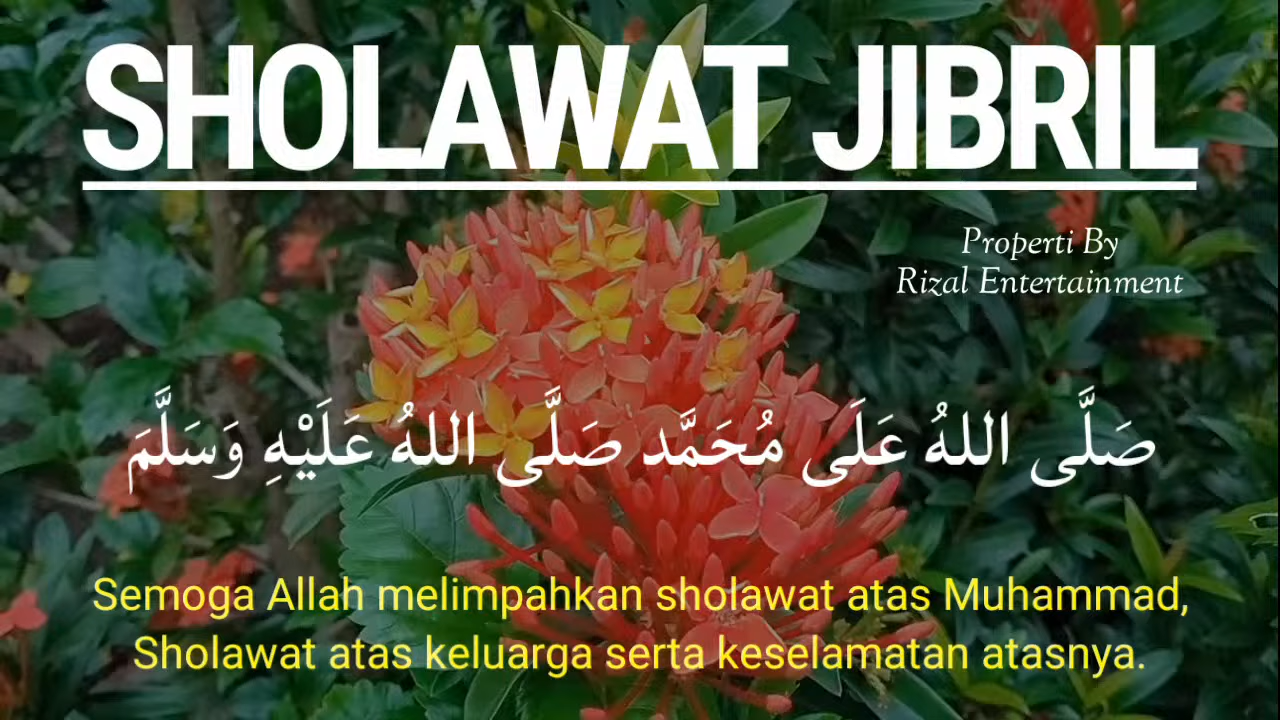 SHOLAWAT JIBRIL
Properti By
Rizal Entertainment
صَلَّى اللهُ عَلَى مُحَمَّد صَلَّى اللهُ عَلَيْهِ وَسَلَّمَ
Semoga Allah melimpahkan sholawat atas Muhammad,
Sholawat atas keluarga serta keselamatan atasnya.